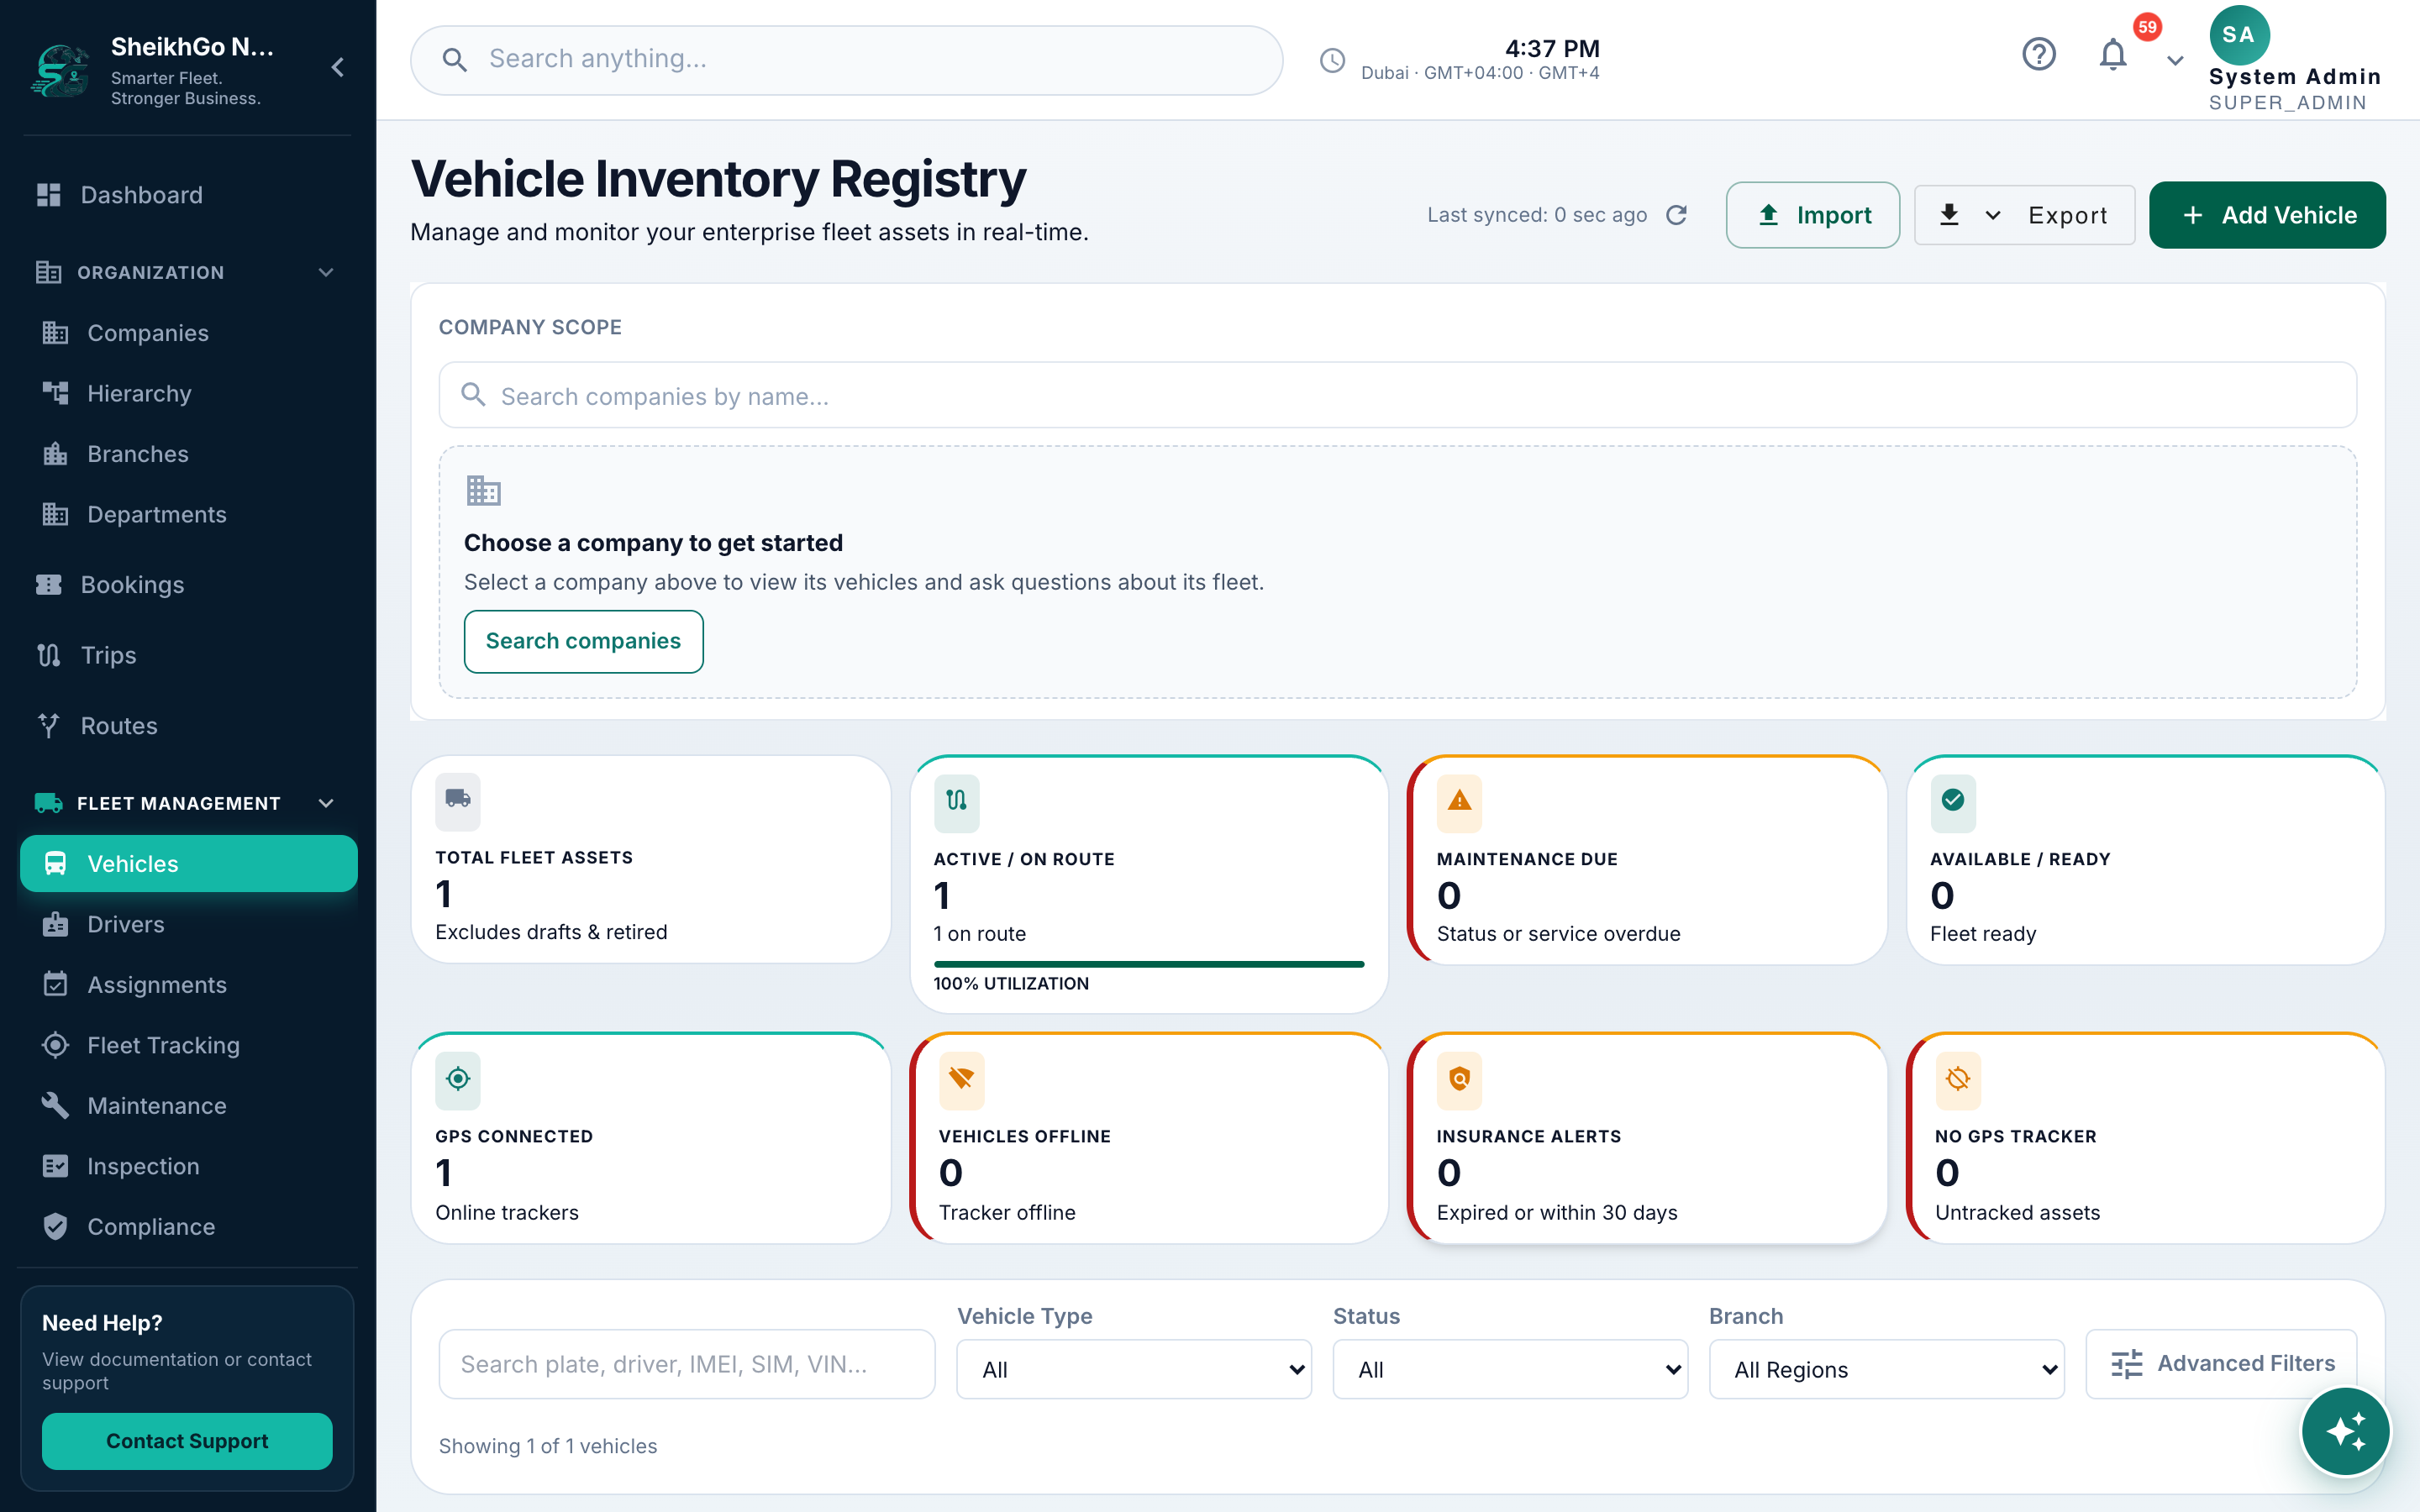 SheikhGo N...
Smarter Fleet.
Stronger Business.
Dashboard
ORGANIZATION
Companies
Hierarchy
Branches
Departments
Bookings
Trips
Routes
FLEET MANAGEMENT
Vehicles
Drivers
Assignments
Fleet Tracking
Maintenance
Inspection
Compliance
Need Help?
View documentation or contact
support
Contact Support
Search anything...
4:37 PM
Dubai · GMT+04:00 · GMT+4
59
SA
System Admin
SUPER_ADMIN
Vehicle Inventory Registry
Manage and monitor your enterprise fleet assets in real-time.
Last synced: 0 sec ago
Import
Export
+ Add Vehicle
COMPANY SCOPE
Search companies by name...
Choose a company to get started
Select a company above to view its vehicles and ask questions about its fleet.
Search companies
TOTAL FLEET ASSETS
1
Excludes drafts & retired
ACTIVE / ON ROUTE
1
1 on route
100% UTILIZATION
MAINTENANCE DUE
0
Status or service overdue
AVAILABLE / READY
0
Fleet ready
GPS CONNECTED
1
Online trackers
VEHICLES OFFLINE
0
Tracker offline
INSURANCE ALERTS
0
Expired or within 30 days
NO GPS TRACKER
0
Untracked assets
Search plate, driver, IMEI, SIM, VIN...
Vehicle Type
All
Status
All
Branch
All Regions
Advanced Filters
Showing 1 of 1 vehicles